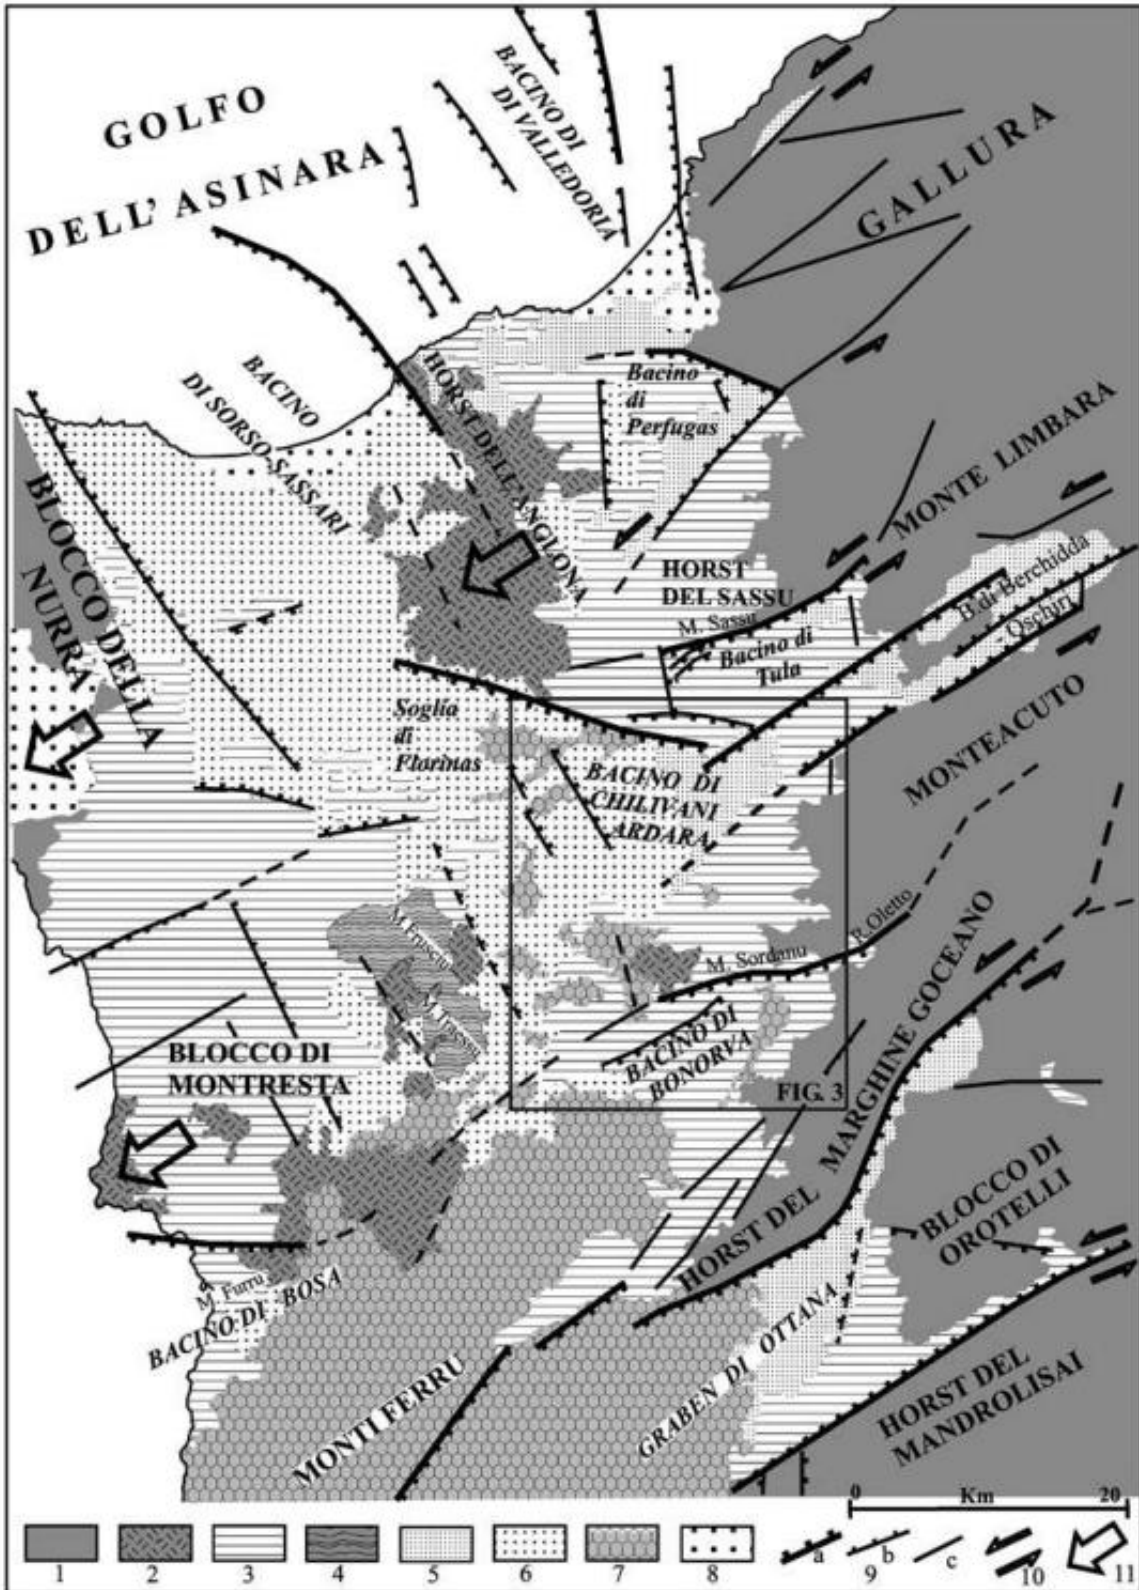 GOLFO
DELL' ASINARA
BACINO DI
DI VALLEDORIA
GALLURA
BACINO
DI SORSO-SASSARI
HORST DELL'ANGLONA
Bacino
di
Perfugas
BLOCCO DELLA
NURRA
MONTE LIMBARA
HORST
DEL SASSU
M. Sassu
Bacino di
Tula
B. di Berchidda
- Oschiri
Soglia
di
Florinas
BACINO DI
CHILIVANI
ARDARA
MONTEACUTO
M. Sordanu
P. Oletto
BLOCCO DI
MONTRESTA
BACINO DI
BONORVA
FIG. 3
HORST DEL MARGHINE GOCEANO
BLOCCO DI
OROTELLI
M. Furru
BACINO DI BOSA
MONTI FERRU
GRABEN DI OTTANA
HORST DEL
MANDROLISAI
0 Km 20
a b c
1 2 3 4 5 6 7 8 9 10 11